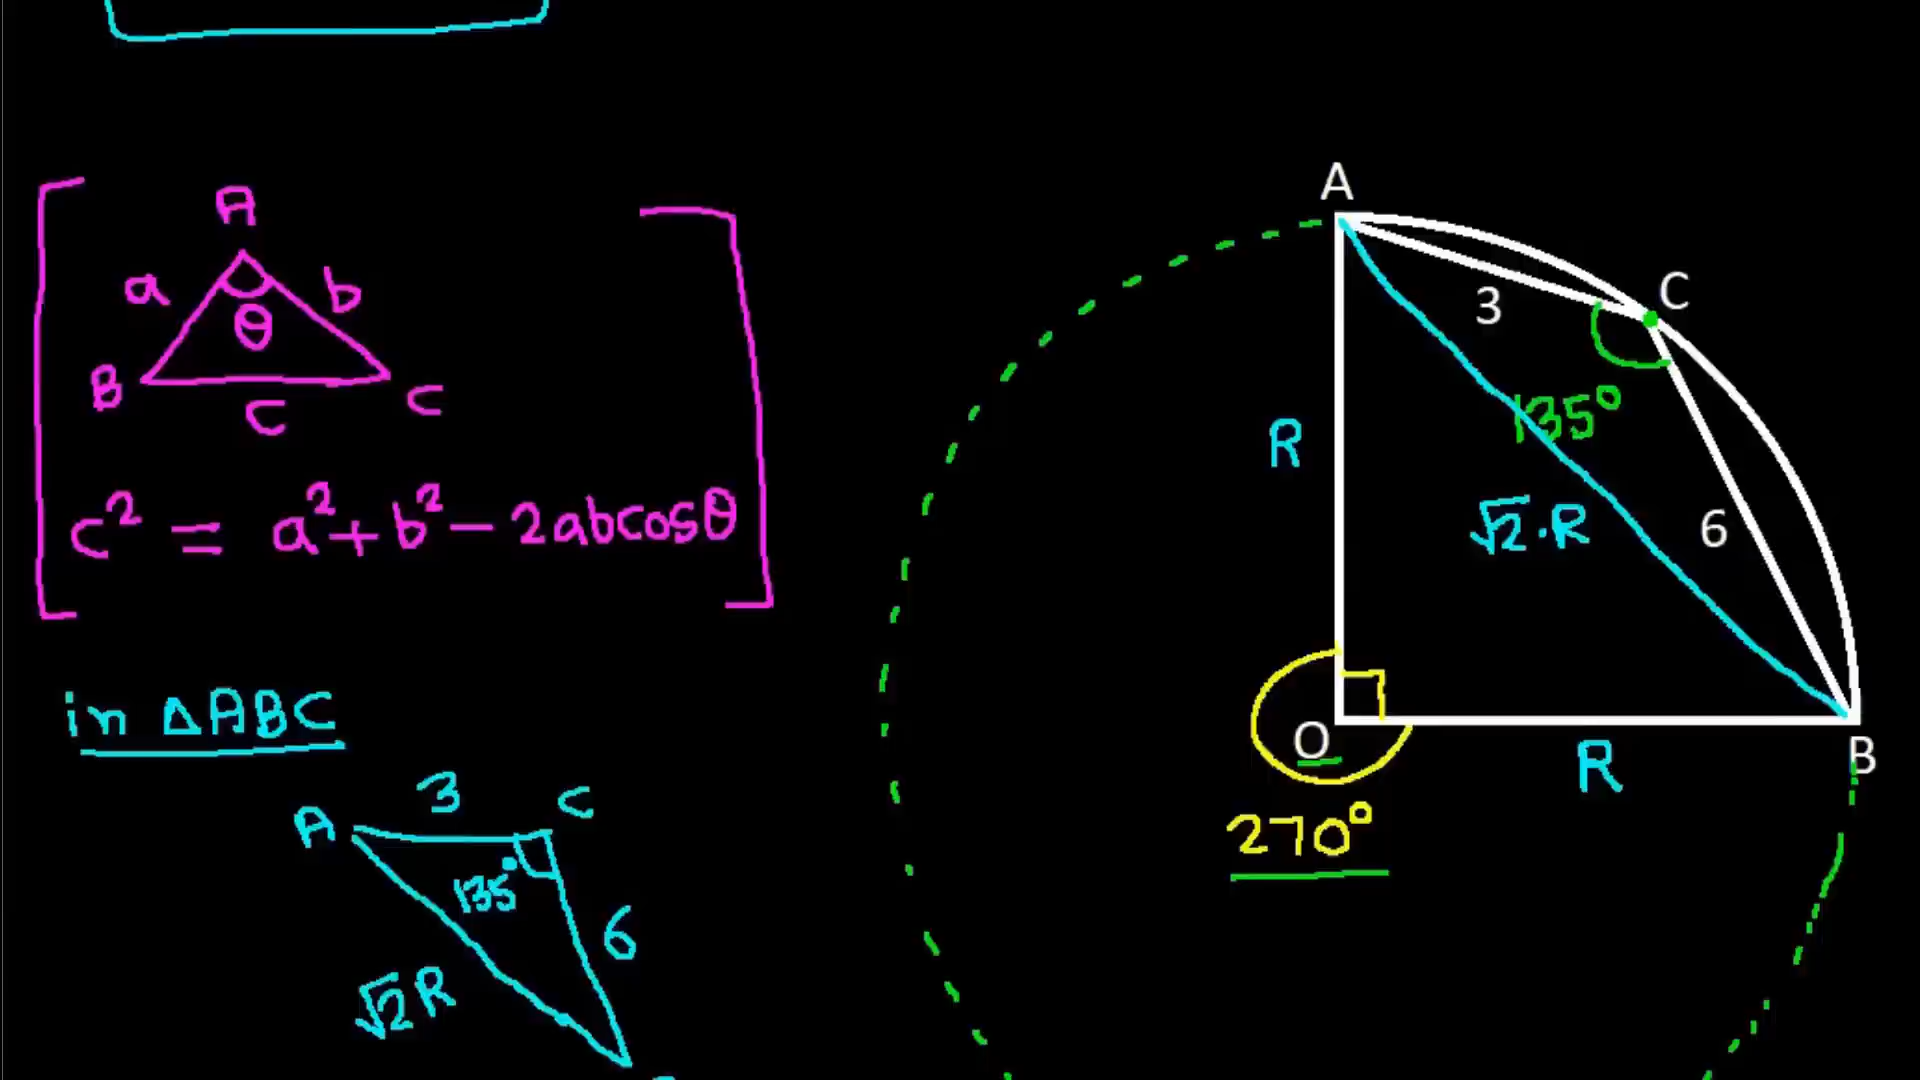 A
a
b
θ
B
C
c
c² = a² + b² - 2abcosθ
in ΔABC
A
3
C
135°
6
√2R
A
C
3
135°
R
√2.R
6
O
B
R
270°